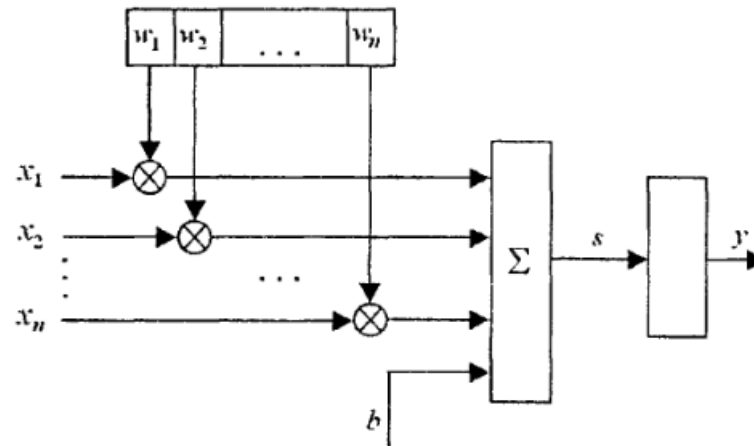 w₁ w₂ ... wₙ
x₁
x₂
...
xₙ
Σ
s
y
b